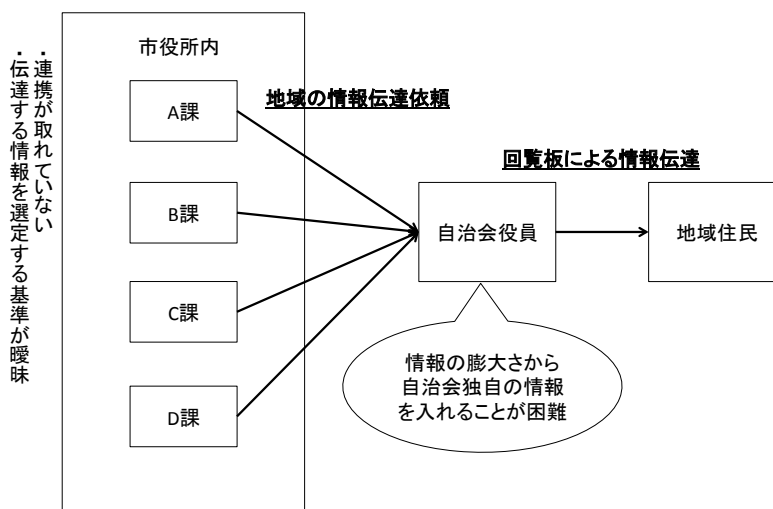 ・連携が取れていない
・伝達する情報を選定する基準が曖昧
市役所内
A課
B課
C課
D課
地域の情報伝達依頼
回覧板による情報伝達
自治会役員
地域住民
情報の膨大さから
自治会独自の情報
を入れることが困難